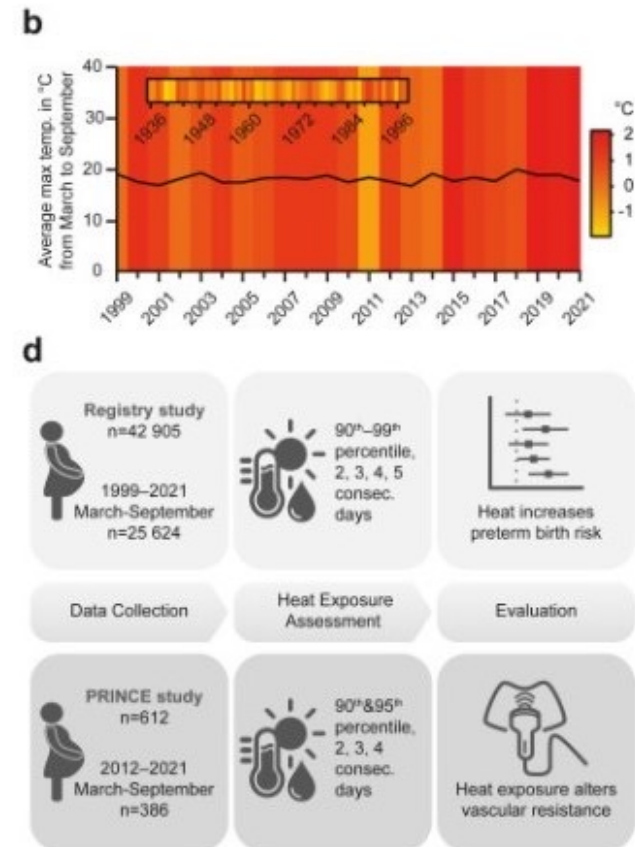 b
Average max temp. in °C
from March to September
40
30
20
10
0
1936
1948
1960
1972
1984
1996
1999
2001
2003
2005
2007
2009
2011
2013
2015
2017
2019
2021
°C
2
1
0
-1
d
Registry study
n=42 905
1999–2021
March-September
n=25 624
90th–99th
percentile,
2, 3, 4, 5
consec.
days
Heat increases
preterm birth risk
Data Collection
Heat Exposure
Assessment
Evaluation
PRINCE study
n=612
2012–2021
March-September
n=386
90th&95th
percentile,
2, 3, 4
consec.
days
Heat exposure alters
vascular resistance